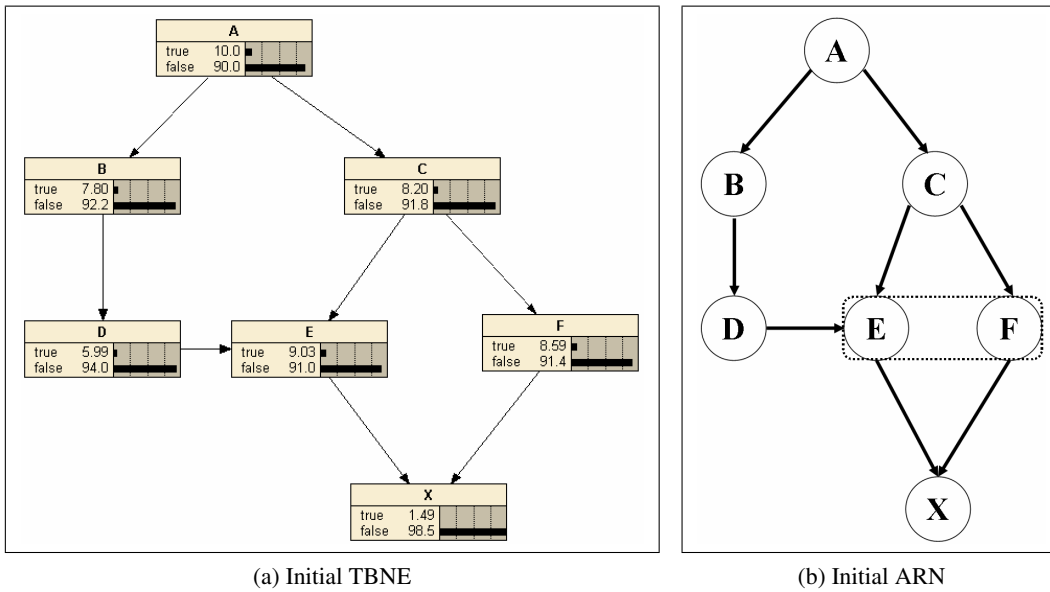 A
true 10.0
false 90.0
B
true 7.80
false 92.2
C
true 8.20
false 91.8
D
true 5.99
false 94.0
E
true 9.03
false 91.0
F
true 8.59
false 91.4
X
true 1.49
false 98.5
(a) Initial TBNE
A
B
C
D
E
F
X
(b) Initial ARN